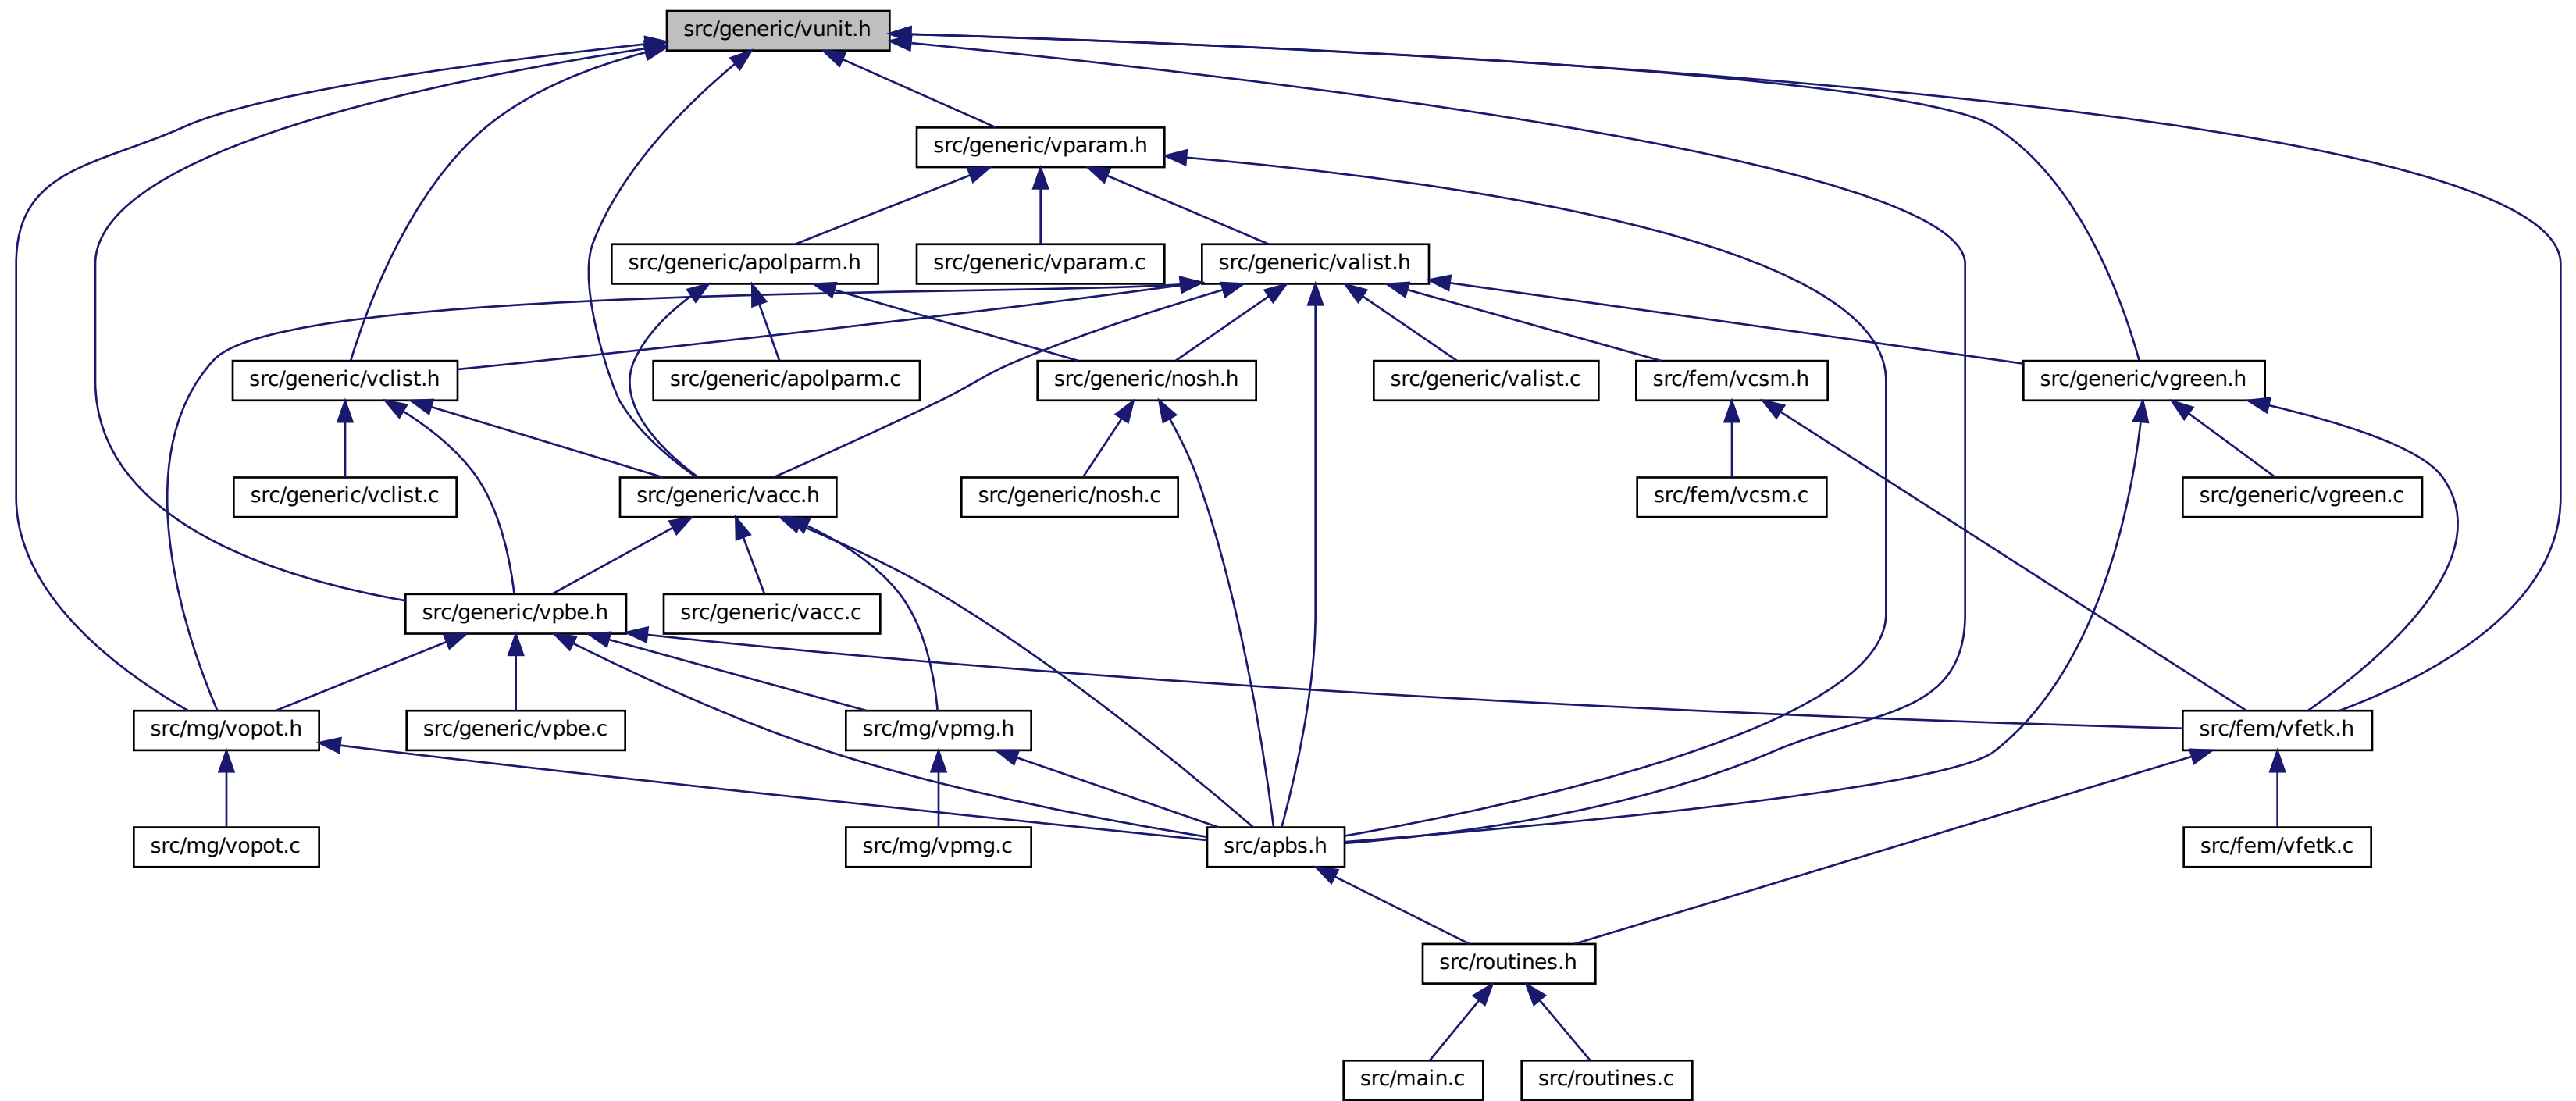 src/generic/vunit.h
src/generic/vparam.h
src/generic/apolparm.h
src/generic/vparam.c
src/generic/valist.h
src/generic/vclist.h
src/generic/apolparm.c
src/generic/nosh.h
src/generic/valist.c
src/fem/vcsm.h
src/generic/vgreen.h
src/generic/vclist.c
src/generic/vacc.h
src/generic/nosh.c
src/fem/vcsm.c
src/generic/vgreen.c
src/generic/vpbe.h
src/generic/vacc.c
src/mg/vopot.h
src/generic/vpbe.c
src/mg/vpmg.h
src/fem/vfetk.h
src/mg/vopot.c
src/mg/vpmg.c
src/apbs.h
src/fem/vfetk.c
src/routines.h
src/main.c
src/routines.c